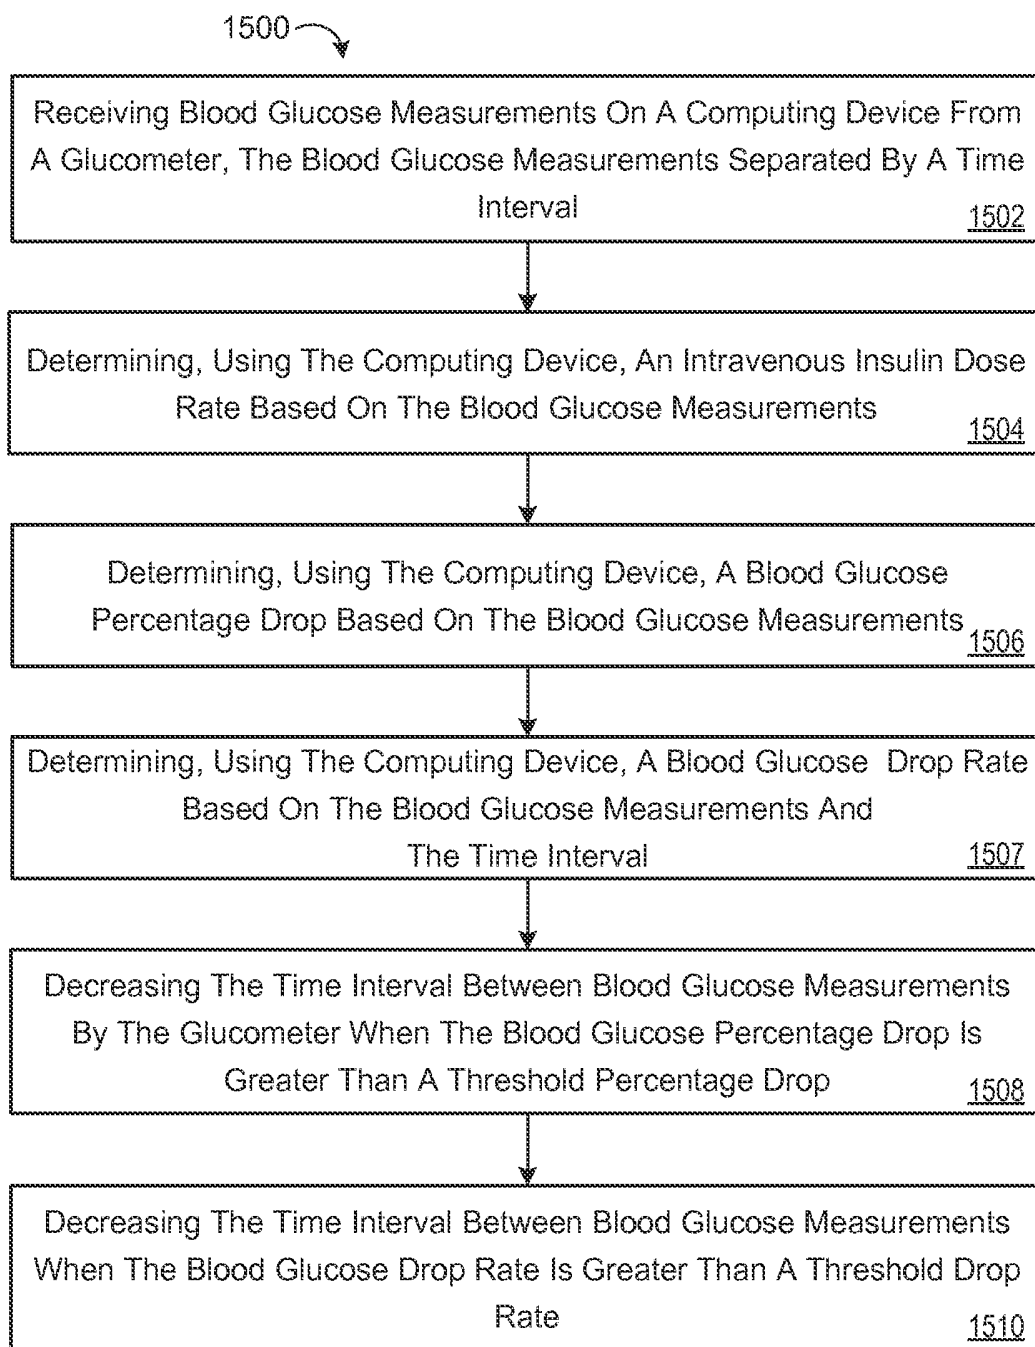 1500
Receiving Blood Glucose Measurements On A Computing Device From
A Glucometer, The Blood Glucose Measurements Separated By A Time
Interval
1502
Determining, Using The Computing Device, An Intravenous Insulin Dose
Rate Based On The Blood Glucose Measurements
1504
Determining, Using The Computing Device, A Blood Glucose
Percentage Drop Based On The Blood Glucose Measurements
1506
Determining, Using The Computing Device, A Blood Glucose Drop Rate
Based On The Blood Glucose Measurements And
The Time Interval
1507
Decreasing The Time Interval Between Blood Glucose Measurements
By The Glucometer When The Blood Glucose Percentage Drop Is
Greater Than A Threshold Percentage Drop
1508
Decreasing The Time Interval Between Blood Glucose Measurements
When The Blood Glucose Drop Rate Is Greater Than A Threshold Drop
Rate
1510